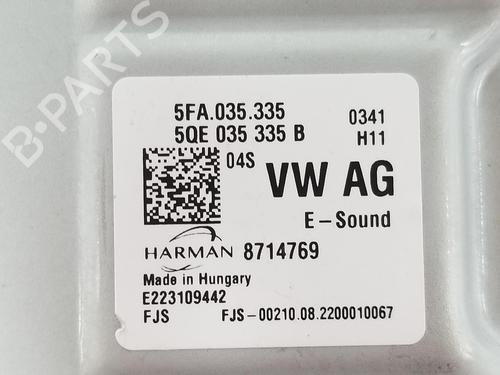 B-PARTS
5FA.035.335 0341
5QE 035 335 B H11
04S
VW AG
E-Sound
HARMAN 8714769
Made in Hungary
E223109442
FJS FJS-00210.08.2200010067